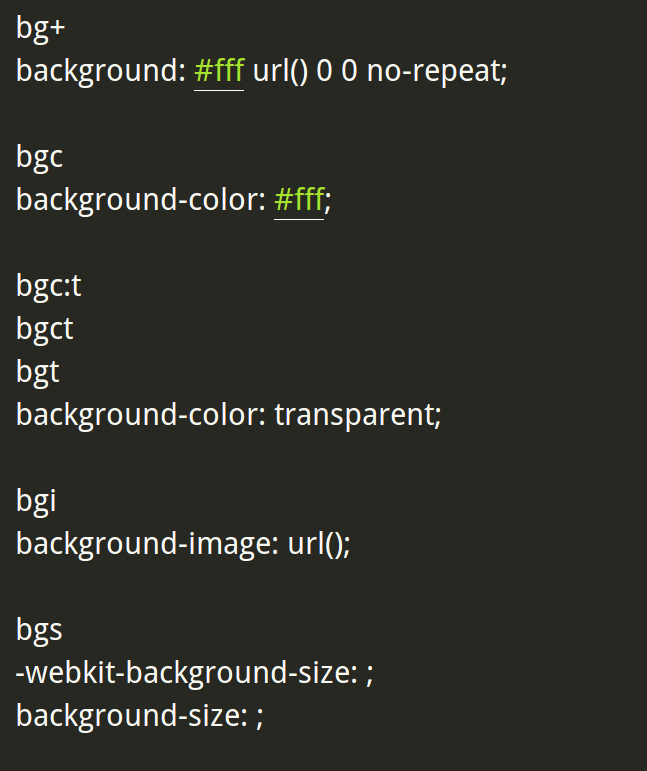 bg+
background: #fff url() 0 0 no-repeat;
bgc
background-color: #fff;
bgc:t
bgct
bgt
background-color: transparent;
bgi
background-image: url();
bgs
-webkit-background-size: ;
background-size: ;